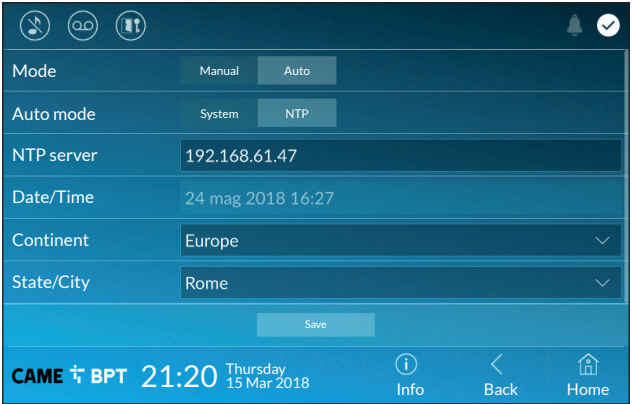 Mode Manual Auto
Auto mode System NTP
NTP server 192.168.61.47
Date/Time 24 mag 2018 16:27
Continent Europe
State/City Rome
Save
CAME BPT 21:20 Thursday
15 Mar 2018
Info Back Home